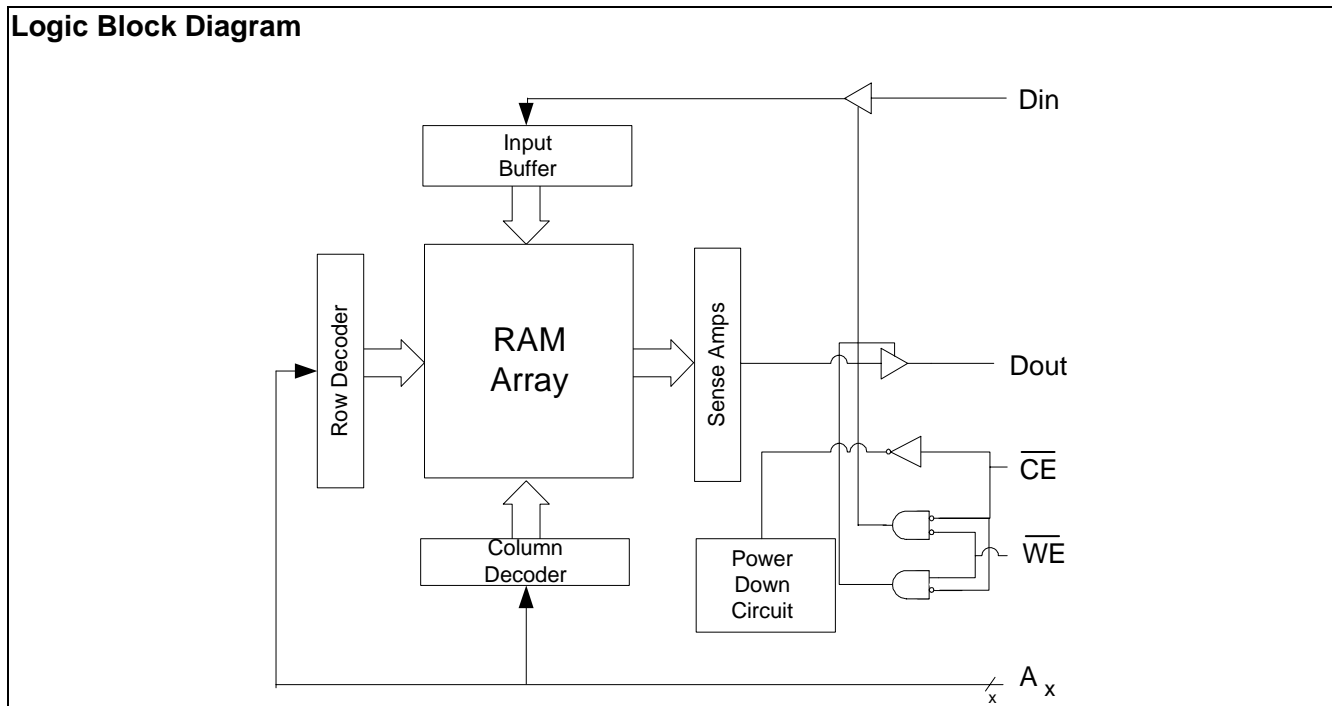 Logic Block Diagram
Din
Input
Buffer
Row Decoder
RAM
Array
Sense Amps
Dout
CE
Column
Decoder
Power
Down
Circuit
WE
A x
x